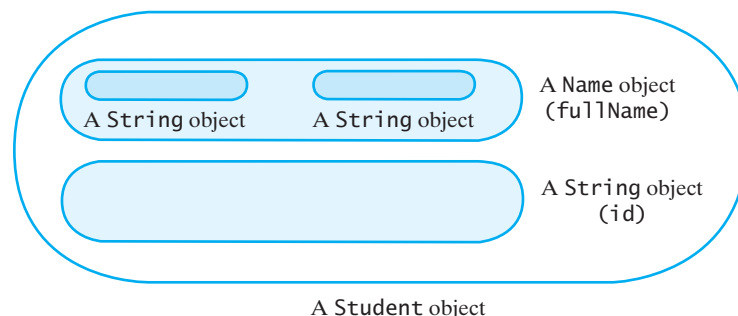 A Name object
(fullName)
A String object
A String object
A String object
(id)
A Student object